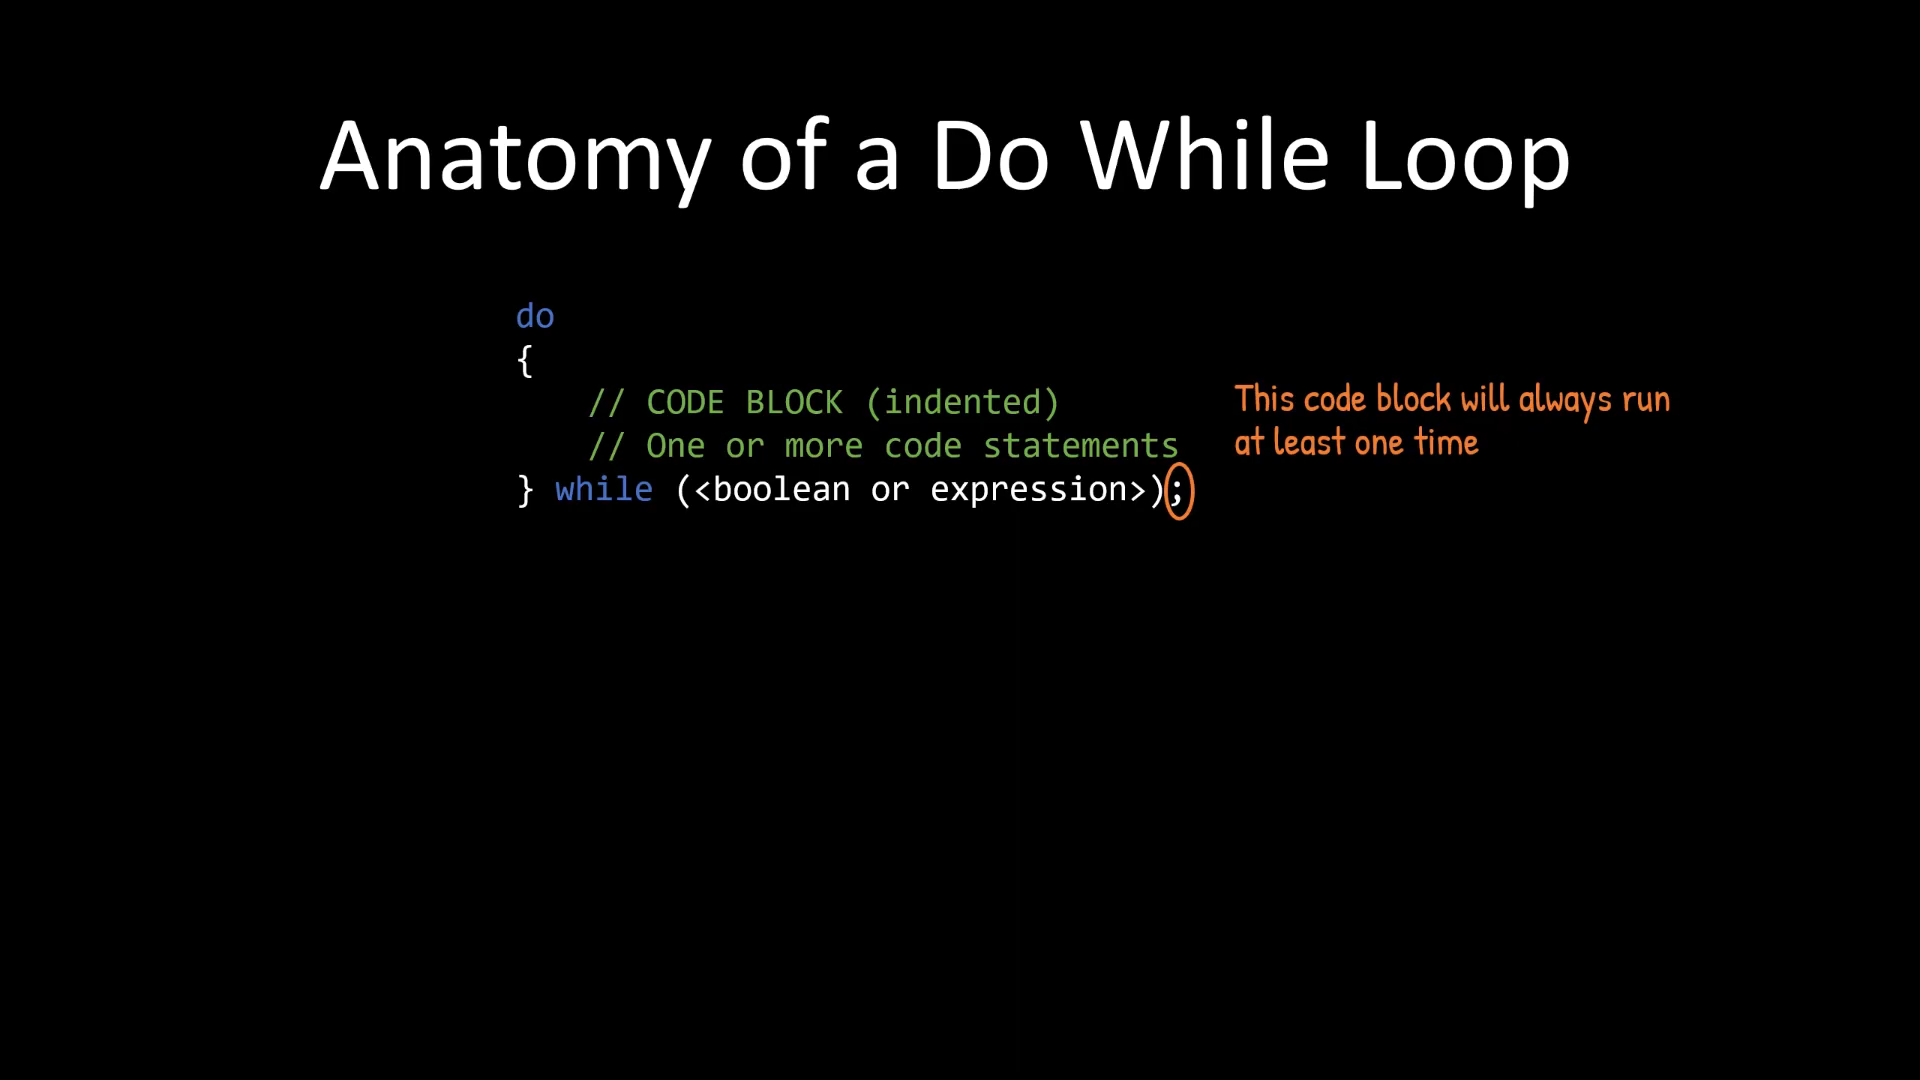 Anatomy of a Do While Loop
do
{
// CODE BLOCK (indented)
// One or more code statements
} while (<boolean or expression>);
This code block will always run
at least one time